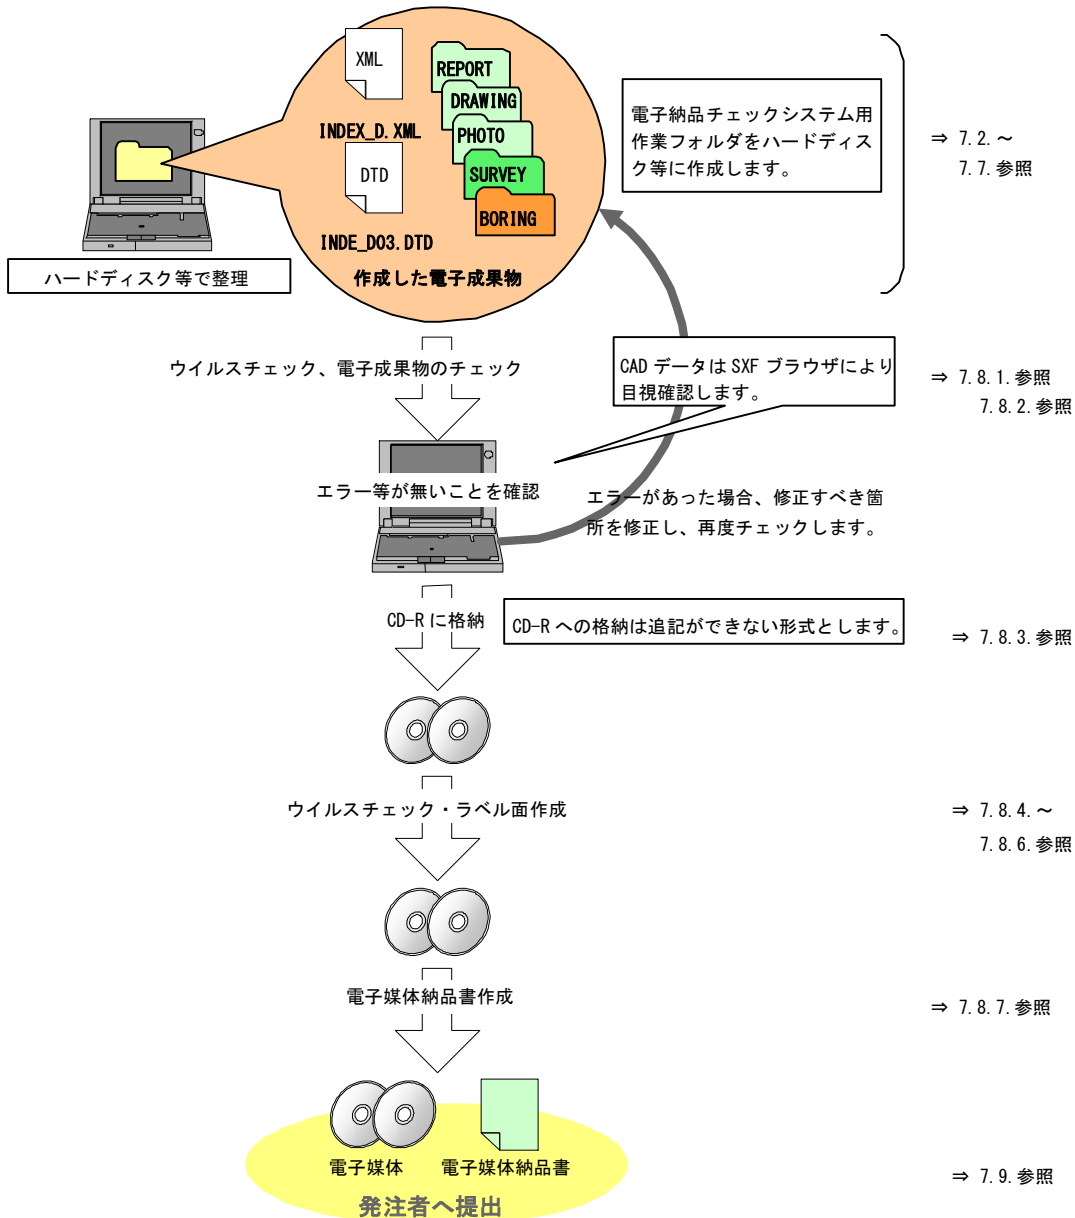 XML
REPORT
DRAWING
INDEX_D.XML
PHOTO
DTD
SURVEY
BORING
INDE_D03.DTD
作成した電子成果物
ハードディスク等で整理
電子納品チェックシステム用
作業フォルダをハードディス
ク等に作成します。
⇒ 7.2.～
7.7.参照
ウイルスチェック、電子成果物のチェック
CAD データは SXF ブラウザにより
目視確認します。
⇒ 7.8.1.参照
7.8.2.参照
エラー等が無いことを確認
エラーがあった場合、修正すべき箇
所を修正し、再度チェックします。
CD-R に格納
CD-R への格納は追記ができない形式とします。
⇒ 7.8.3.参照
ウイルスチェック・ラベル面作成
⇒ 7.8.4.～
7.8.6.参照
電子媒体納品書作成
⇒ 7.8.7.参照
電子媒体
電子媒体納品書
⇒ 7.9.参照
発注者へ提出